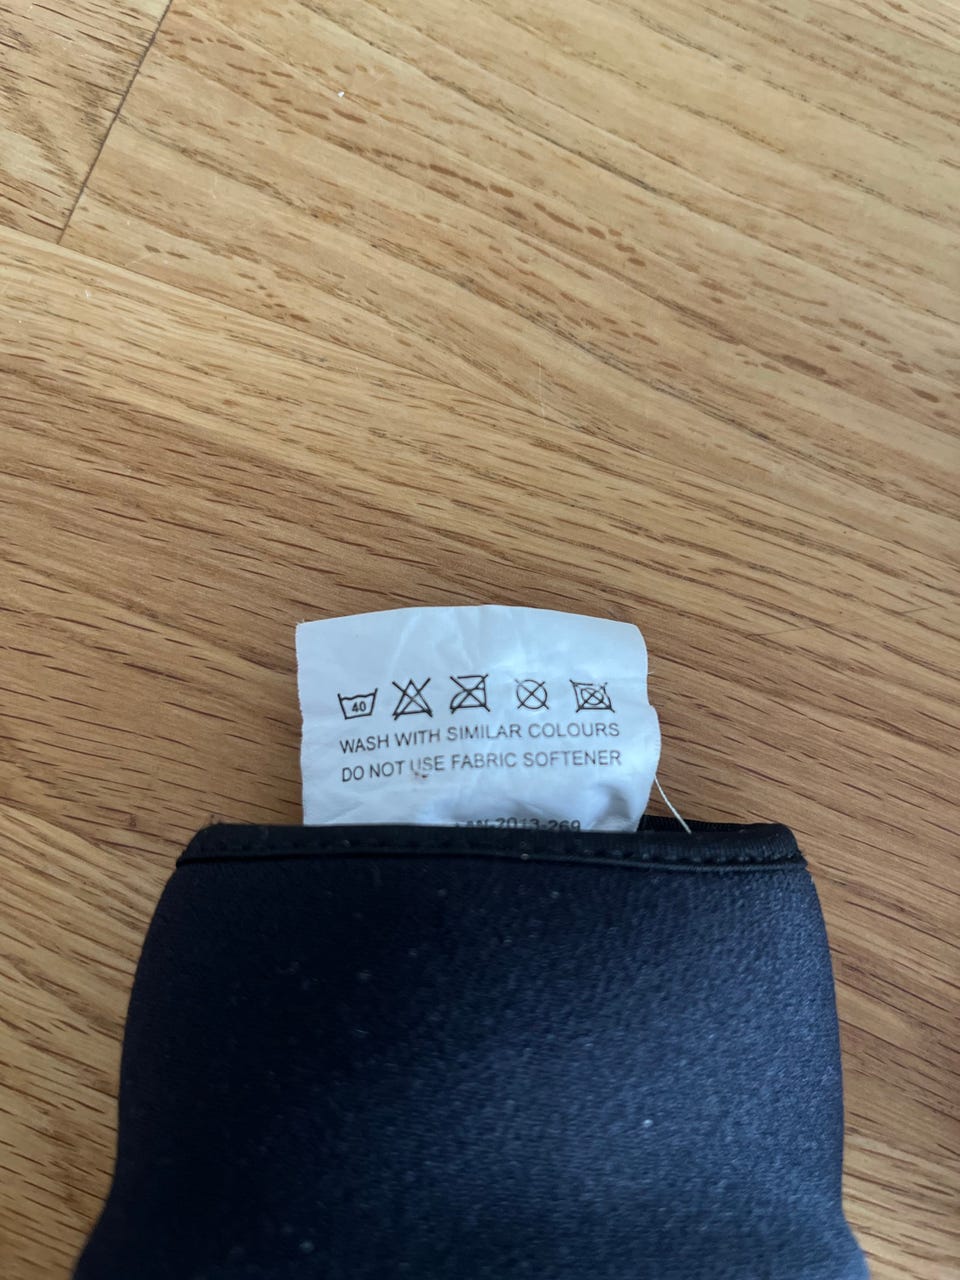 40
WASH WITH SIMILAR COLOURS
DO NOT USE FABRIC SOFTENER